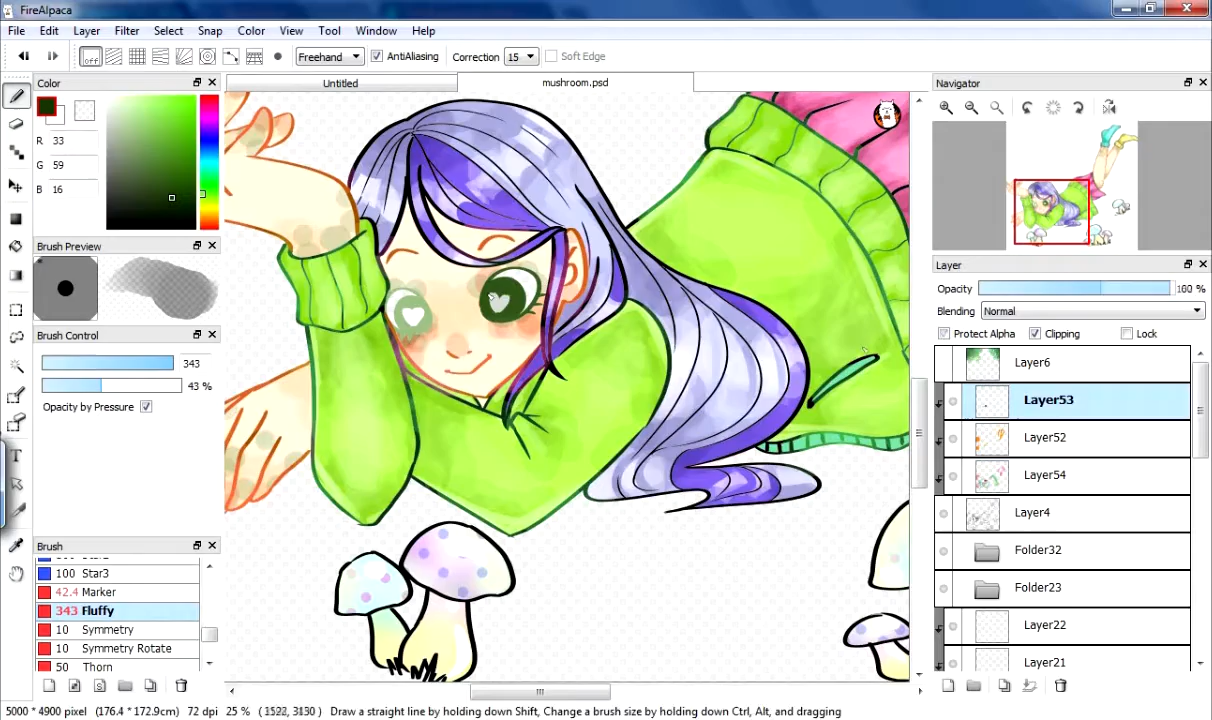 FireAlpaca
File Edit Layer Filter Select Snap Color View Tool Window Help
off Freehand AntiAliasing Correction 15 Soft Edge
Color
R 33
G 59
B 16
Brush Preview
Brush Control
343
43 %
Opacity by Pressure
Brush
100 Star3
42.4 Marker
343 Fluffy
10 Symmetry
10 Symmetry Rotate
50 Thorn
Untitled
mushroom.psd
Navigator
Layer
Opacity 100 %
Blending Normal
Protect Alpha Clipping Lock
Layer6
Layer53
Layer52
Layer54
Layer4
Folder32
Folder23
Layer22
Layer21
5000 * 4900 pixel (176.4 * 172.9cm) 72 dpi 25 % ( 1522, 3130 ) Draw a straight line by holding down Shift, Change a brush size by holding down Ctrl, Alt, and dragging